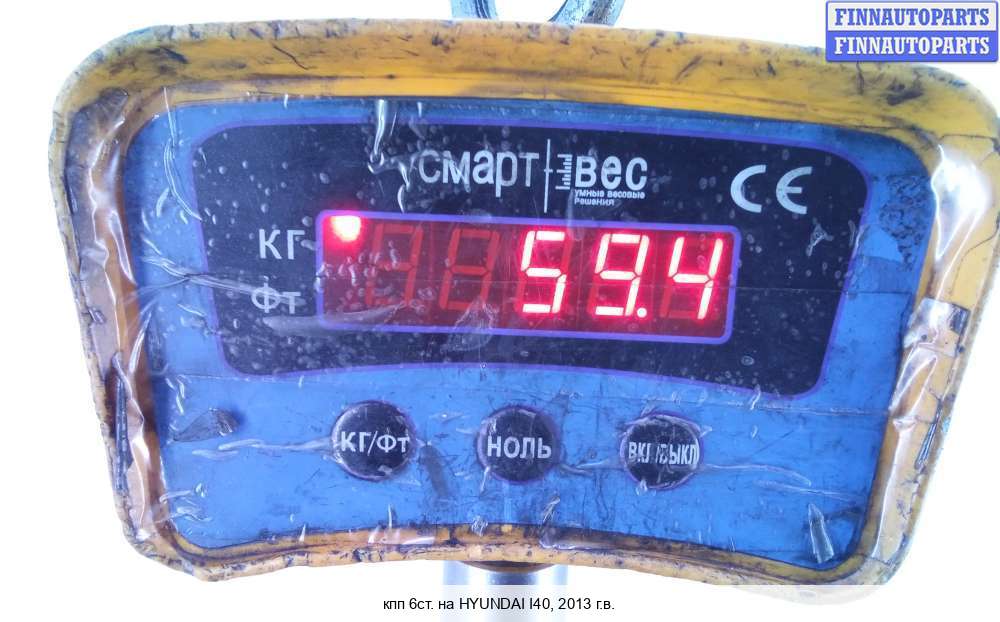 FINNAUTOPARTS
FINNAUTOPARTS
смарт вес
умные весовые
решения
CE
КГ
ФТ
59.4
КГ/ФТ
НОЛЬ
ВКЛ/ВЫКЛ
кпп 6ст. на HYUNDAI I40, 2013 г.в.